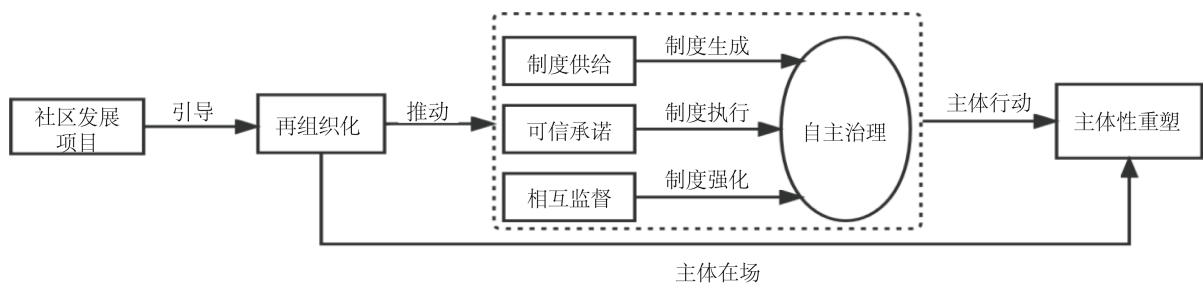 社区发展
项目
引导
再组织化
推动
制度供给
制度生成
可信承诺
制度执行
相互监督
制度强化
自主治理
主体行动
主体性重塑
主体在场